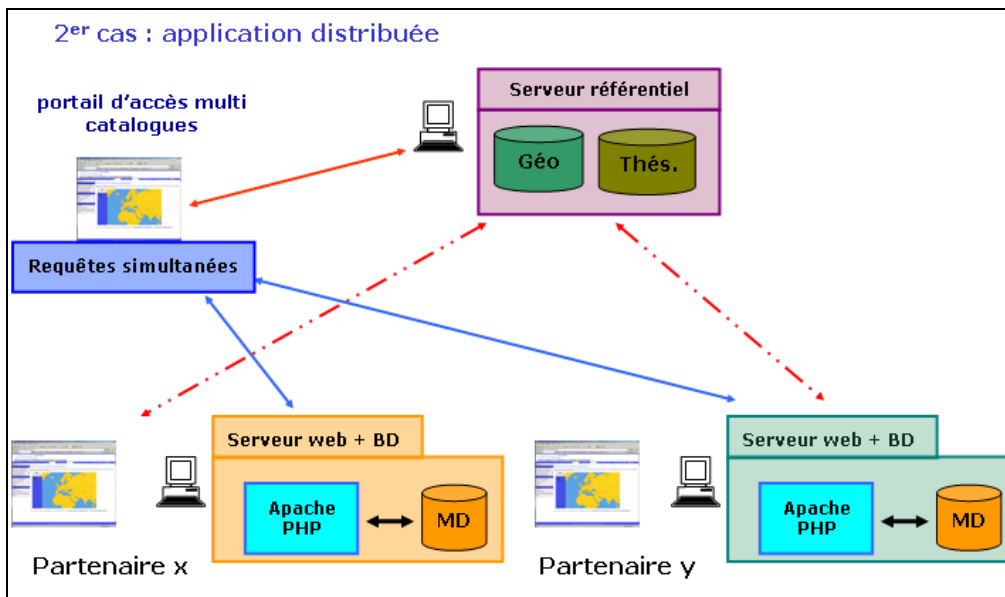 2er cas : application distribuée
portail d'accès multi
catalogues
Serveur référentiel
Géo
Thés.
Requêtes simultanées
Serveur web + BD
Apache
PHP
MD
Partenaire x
Serveur web + BD
Apache
PHP
MD
Partenaire y